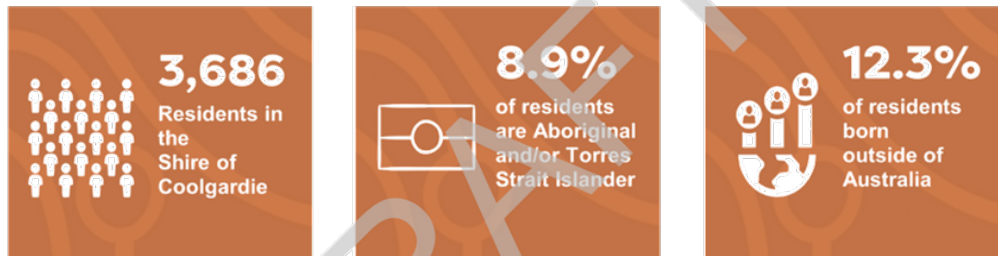 3,686
Residents in
the
Shire of
Coolgardie
8.9%
of residents
are Aboriginal
and/or Torres
Strait Islander
12.3%
of residents
born
outside of
Australia